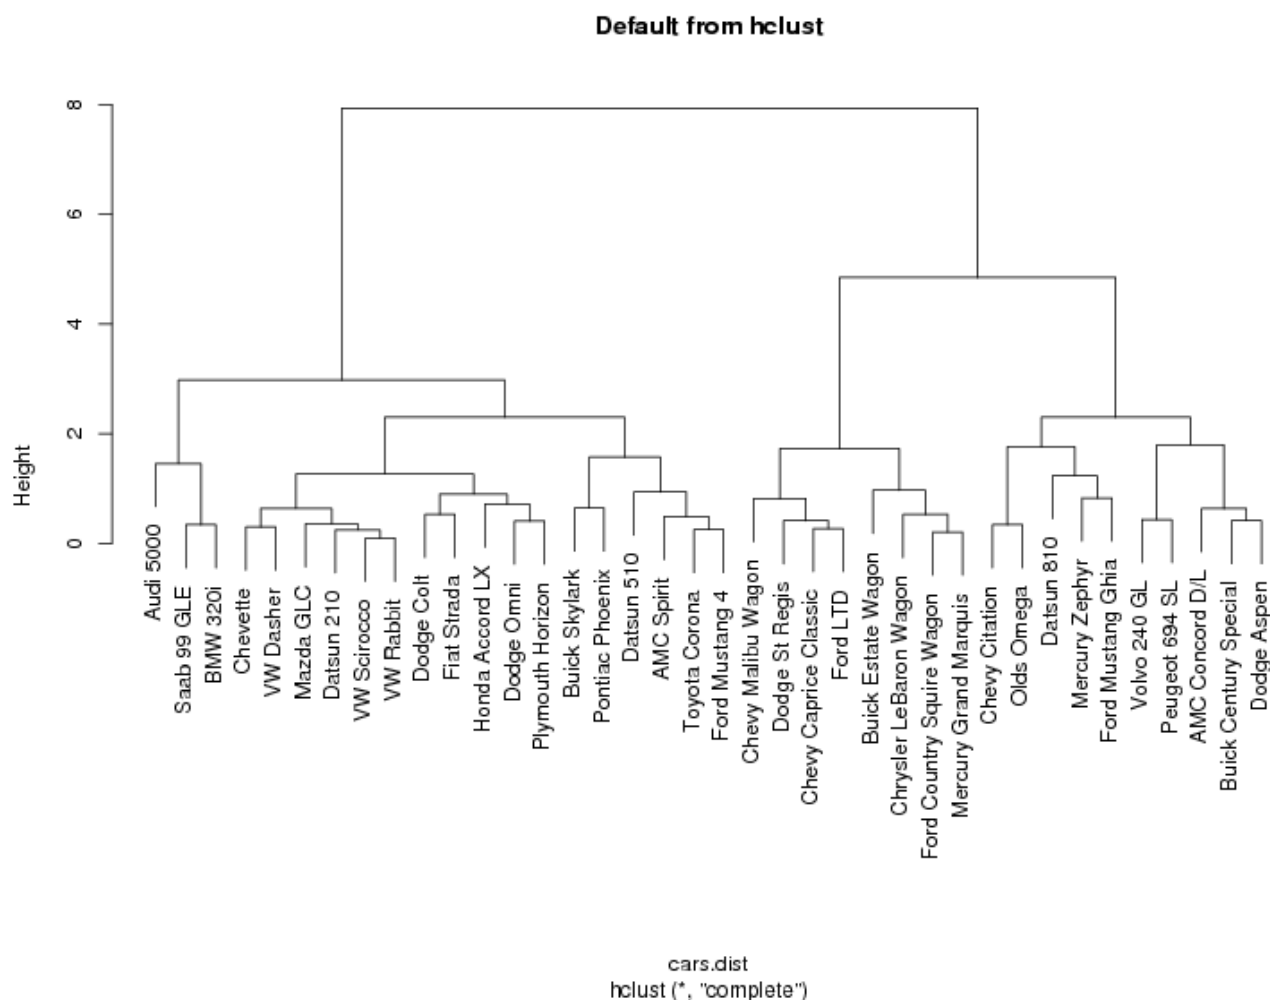 Default from hclust
Height
8
6
4
2
0
Audi 5000
Saab 99 GLE
BMW 320i
Chevette
VW Dasher
Mazda GLC
Datsun 210
VW Scirocco
VW Rabbit
Dodge Colt
Fiat Strada
Honda Accord LX
Dodge Omni
Plymouth Horizon
Buick Skylark
Pontiac Phoenix
Datsun 510
AMC Spirit
Toyota Corona
Ford Mustang 4
Chevy Malibu Wagon
Dodge St Regis
Chevy Caprice Classic
Ford LTD
Buick Estate Wagon
Chrysler LeBaron Wagon
Ford Country Squire Wagon
Mercury Grand Marquis
Chevy Citation
Olds Omega
Datsun 810
Mercury Zephyr
Ford Mustang Ghia
Volvo 240 GL
Peugeot 694 SL
AMC Concord D/L
Buick Century Special
Dodge Aspen
cars.dist
hclust (*, "complete")